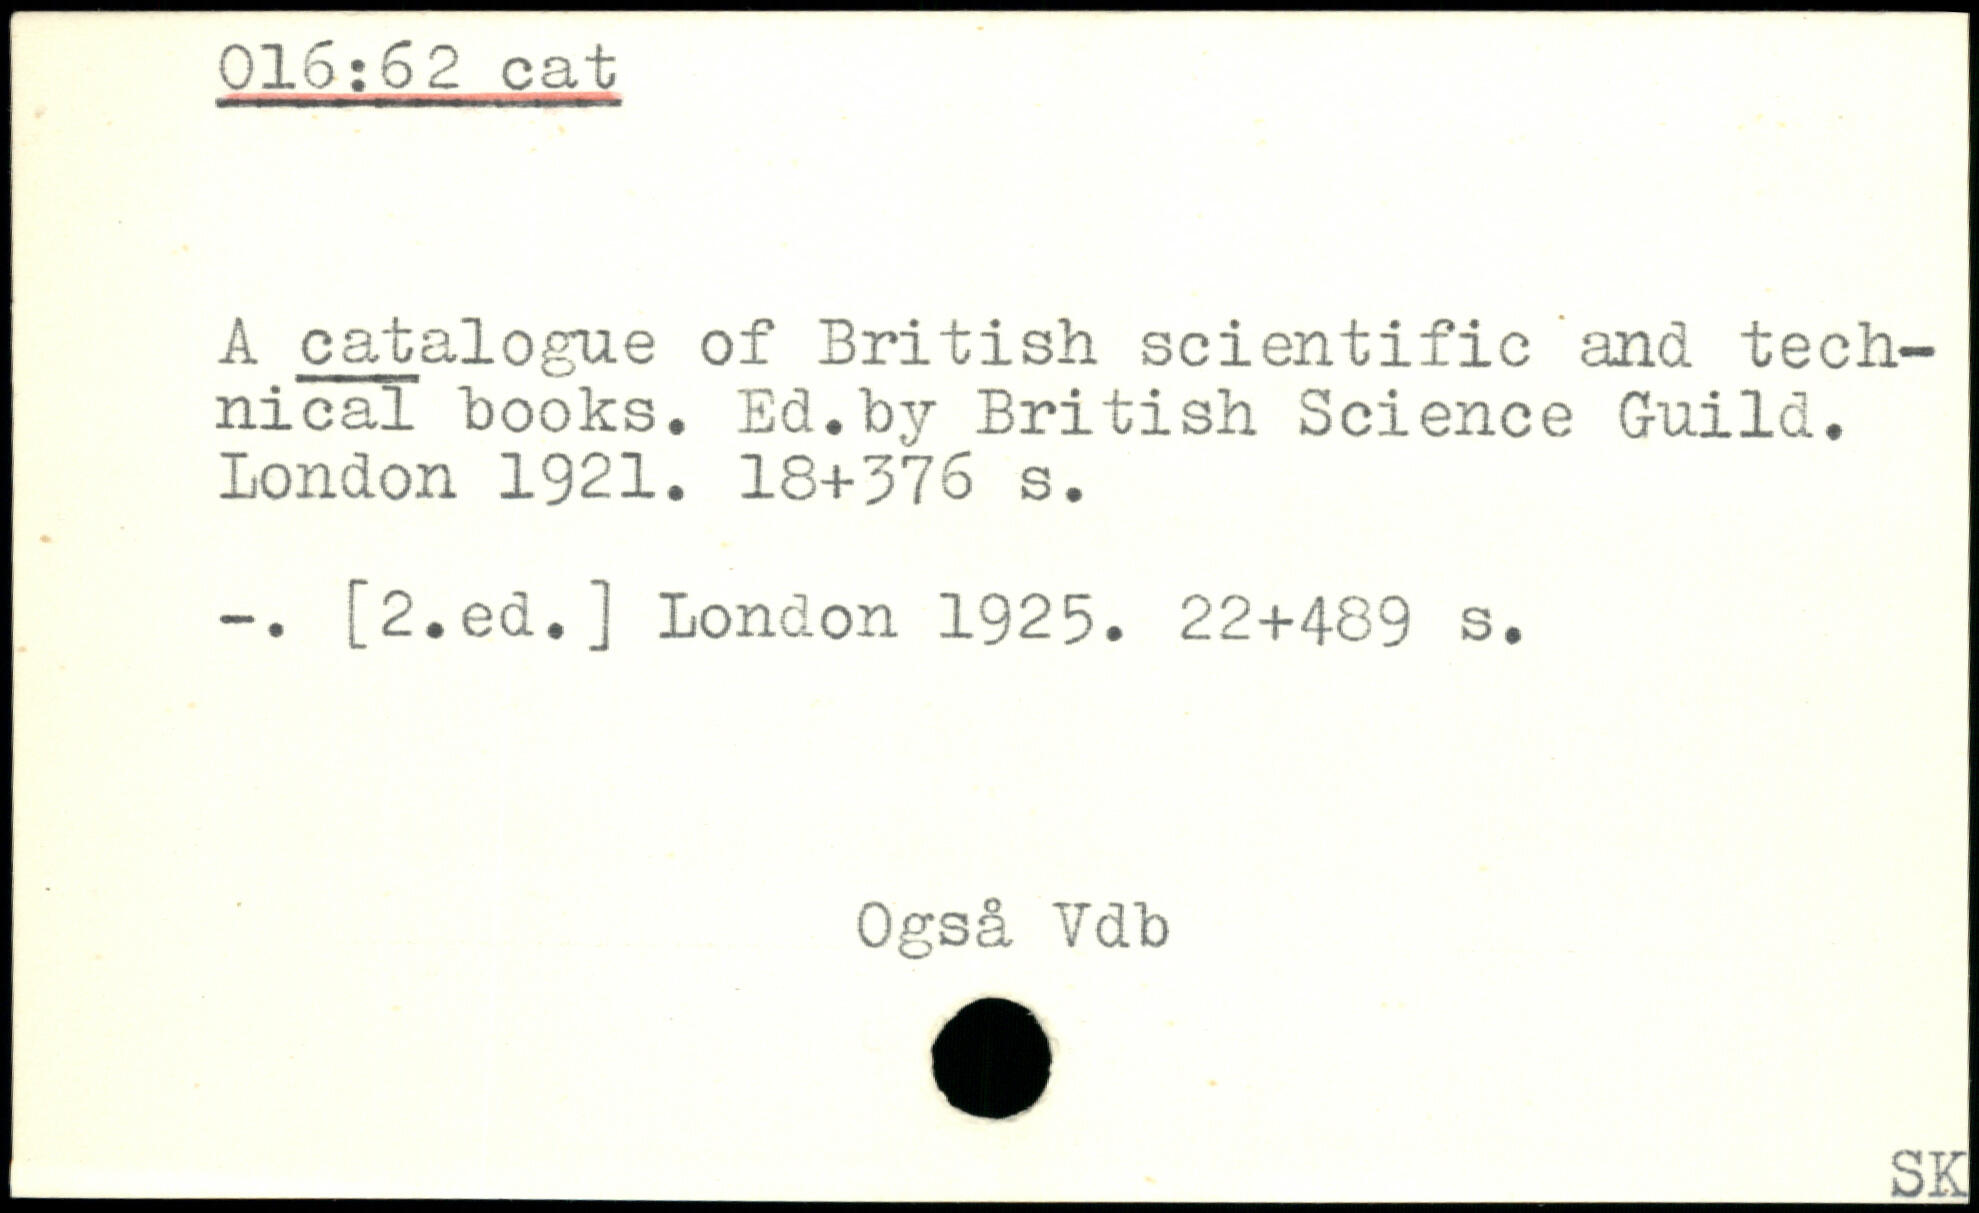 016:62 cat
A catalogue of British scientific and tech-
nical books. Ed.by British Science Guild.
London 1921. 18+376 s.
-. [2.ed.] London 1925. 22+489 s.
Også Vdb
SK